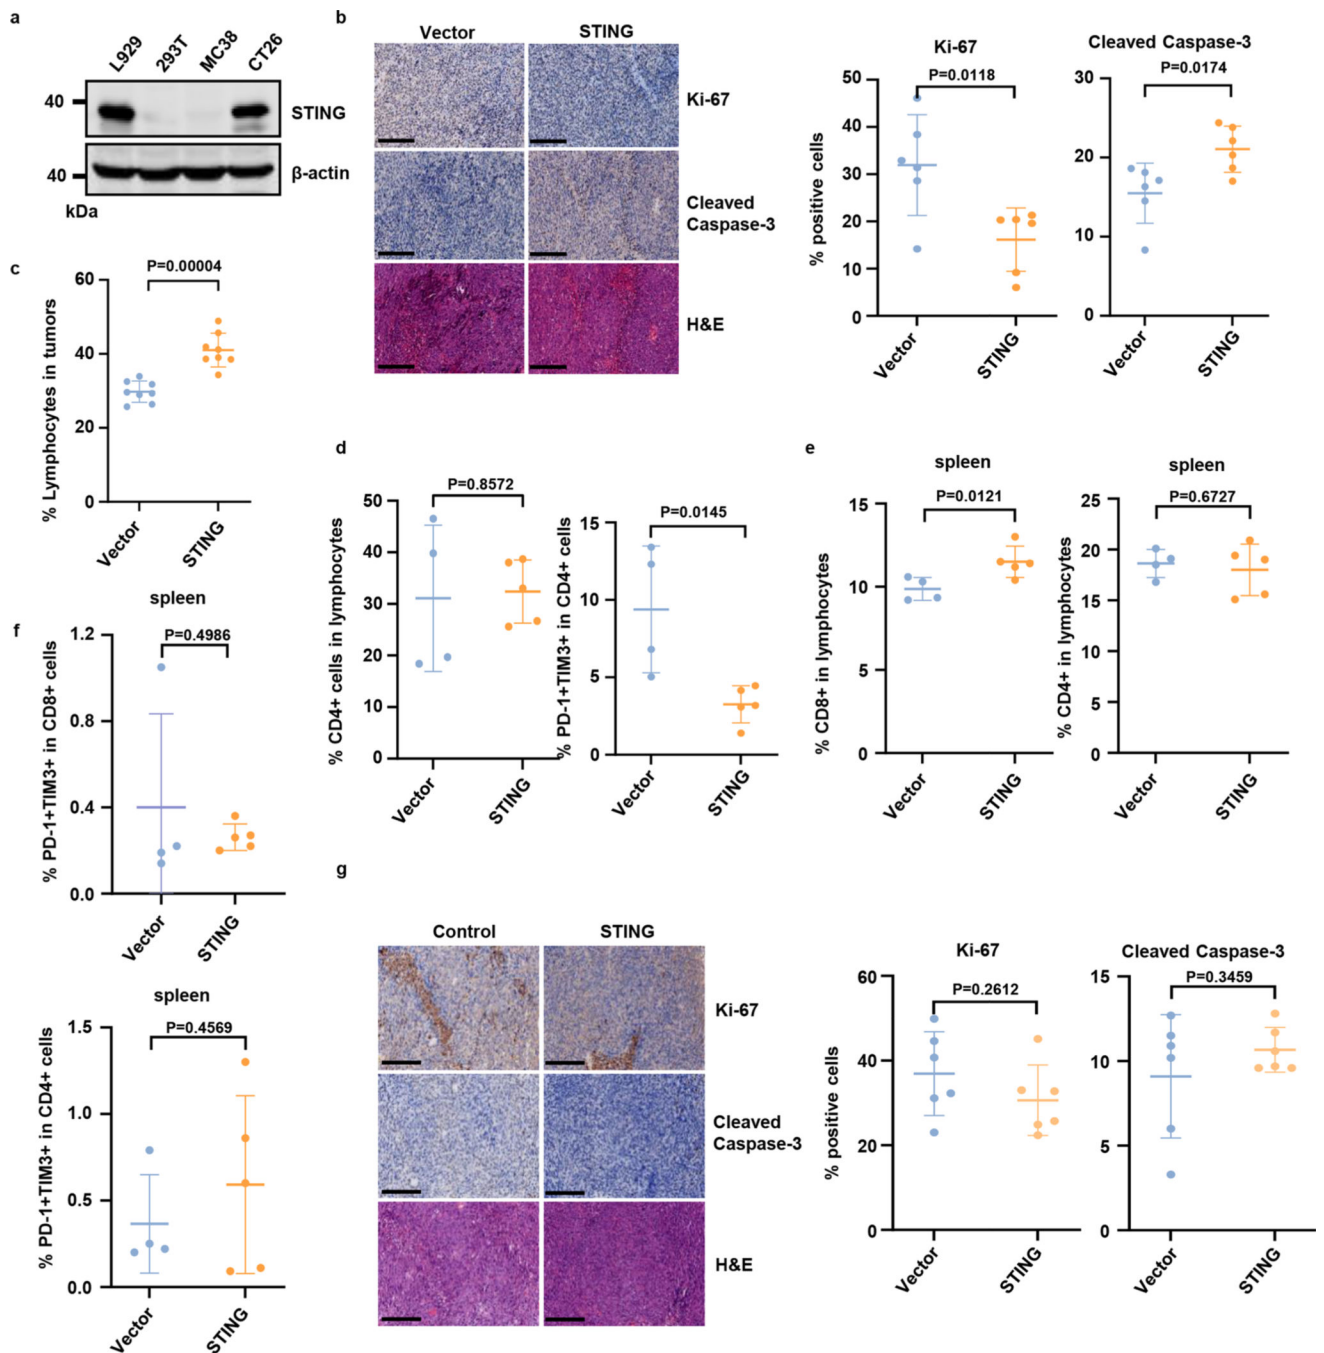 a
L929
293T
MC38
CT26
40
STING
40
β-actin
kDa
b
Vector
STING
Ki-67
Cleaved
Caspase-3
H&E
Ki-67
P=0.0118
% positive cells
50
40
30
20
10
0
Vector
STING
Cleaved Caspase-3
P=0.0174
30
20
10
0
Vector
STING
c
P=0.00004
% Lymphocytes in tumors
60
40
20
0
Vector
STING
d
P=0.8572
% CD4+ cells in lymphocytes
50
40
30
20
10
0
Vector
STING
P=0.0145
% PD-1+TIM3+ in CD4+ cells
15
10
5
0
Vector
STING
e
spleen
P=0.0121
% CD8+ in lymphocytes
15
10
5
0
Vector
STING
spleen
P=0.6727
% CD4+ in lymphocytes
25
20
15
10
5
0
Vector
STING
f
spleen
P=0.4986
% PD-1+TIM3+ in CD8+ cells
1.2
0.8
0.4
0.0
Vector
STING
spleen
P=0.4569
% PD-1+TIM3+ in CD4+ cells
1.5
1.0
0.5
0.0
Vector
STING
g
Control
STING
Ki-67
Cleaved
Caspase-3
H&E
Ki-67
P=0.2612
% positive cells
60
40
20
0
Vector
STING
Cleaved Caspase-3
P=0.3459
15
10
5
0
Vector
STING